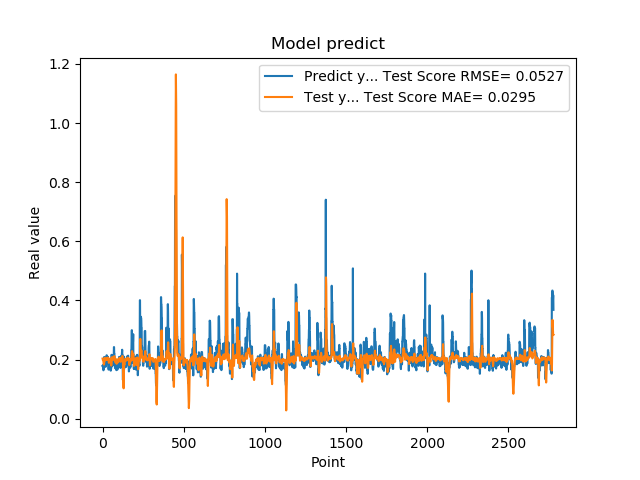 Model predict
Predict y... Test Score RMSE= 0.0527
Test y... Test Score MAE= 0.0295
1.2
1.0
0.8
0.6
0.4
0.2
0.0
Real value
0 500 1000 1500 2000 2500
Point